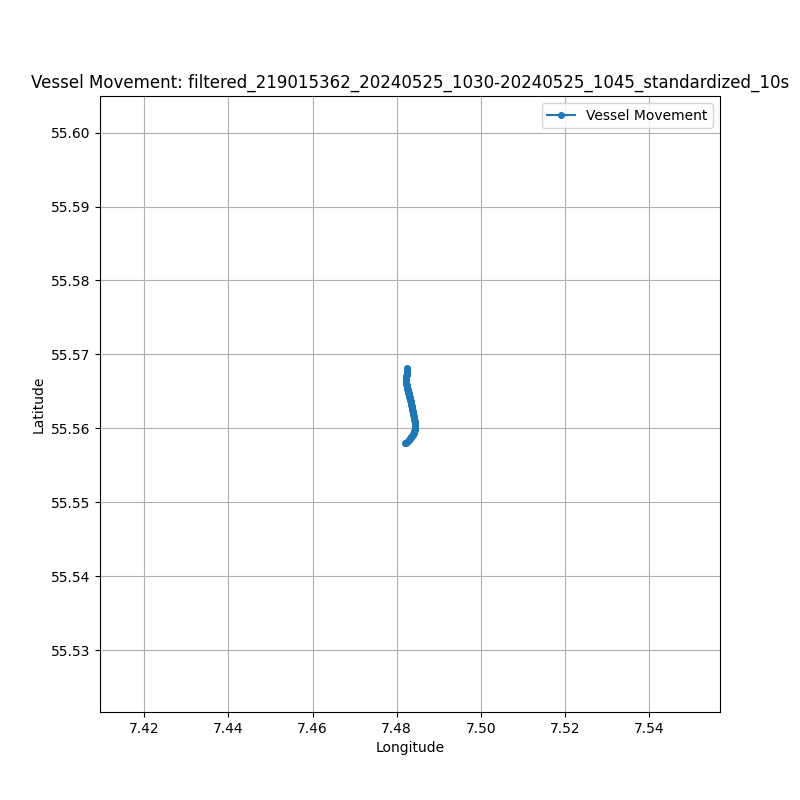 Vessel Movement: filtered_219015362_20240525_1030-20240525_1045_standardized_10s
Vessel Movement
55.60
55.59
55.58
55.57
55.56
55.55
55.54
55.53
Latitude
7.42 7.44 7.46 7.48 7.50 7.52 7.54
Longitude